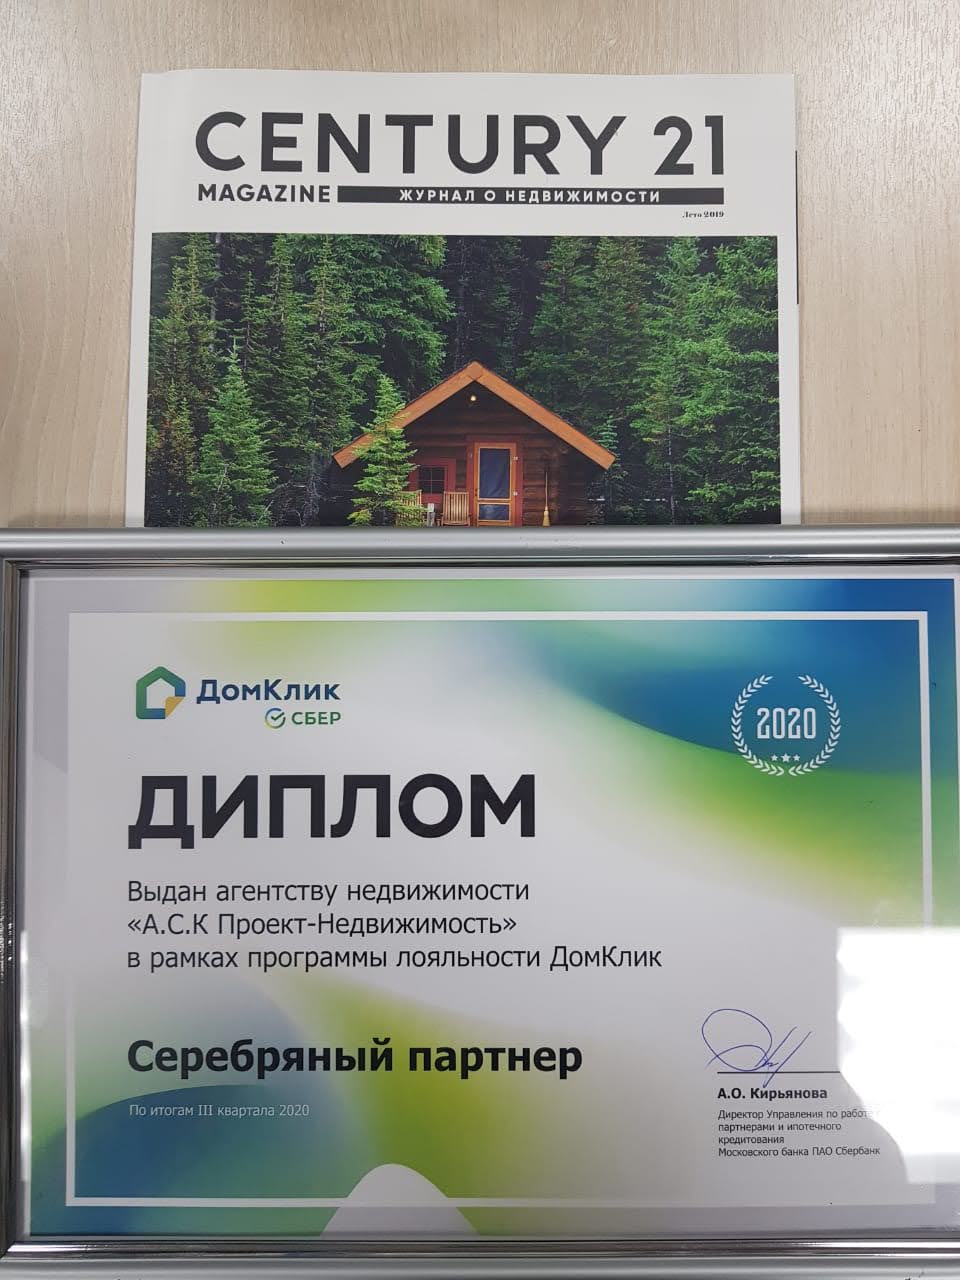 CENTURY 21
MAGAZINE ЖУРНАЛ О НЕДВИЖИМОСТИ
Лето 2019
ДомКлик
СБЕР
2020
ДИПЛОМ
Выдан агентству недвижимости
«А.С.К Проект-Недвижимость»
в рамках программы лояльности ДомКлик
Серебряный партнер
По итогам III квартала 2020
А.О. Кирьянова
Директор Управления по работе с
партнерами и ипотечного
кредитования
Московского банка ПАО Сбербанк